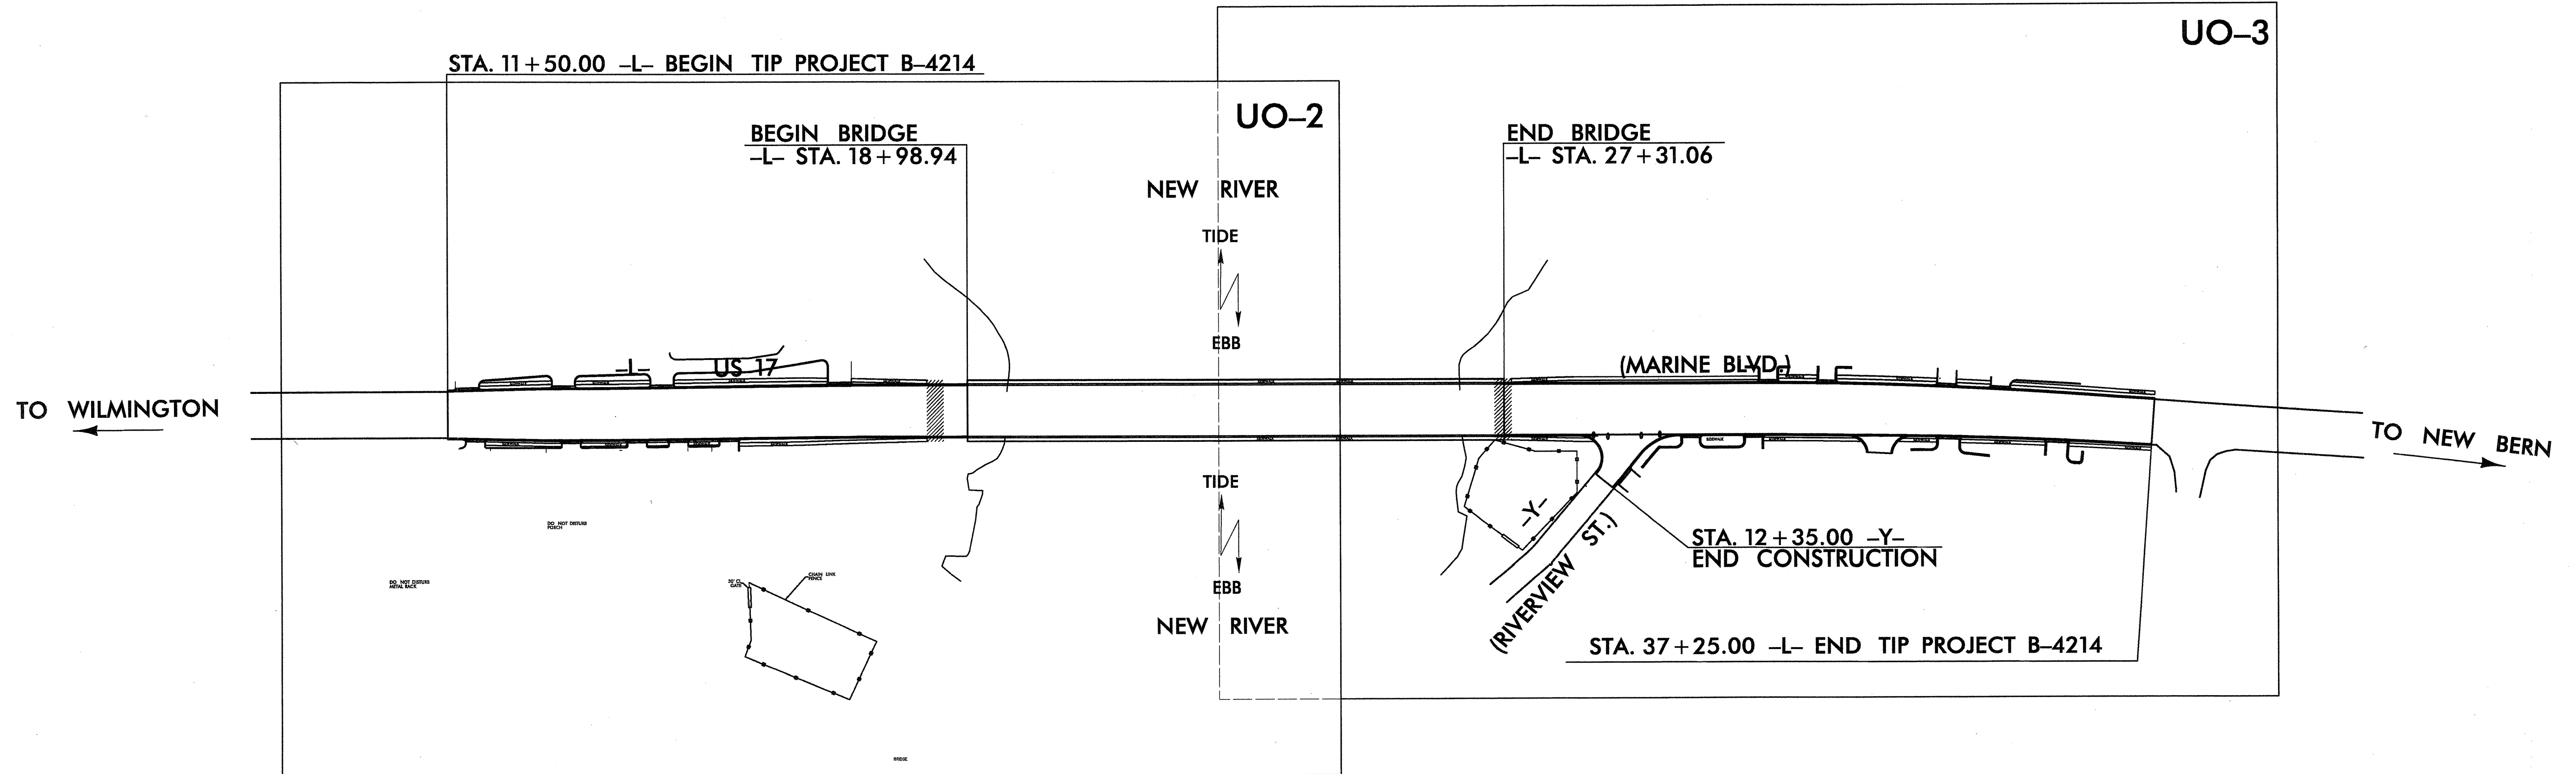 UO–3
STA. 11+50.00 –L– BEGIN TIP PROJECT B–4214
UO–2
BEGIN BRIDGE
–L– STA. 18+98.94
END BRIDGE
–L– STA. 27+31.06
NEW RIVER
TIDE
EBB
–L–
US 17
(MARINE BLVD.)
TO WILMINGTON
TO NEW BERN
TIDE
EBB
NEW RIVER
–Y–
(RIVERVIEW ST.)
STA. 12+35.00 –Y–
END CONSTRUCTION
STA. 37+25.00 –L– END TIP PROJECT B–4214
DO NOT DISTURB
PORCH
DO NOT DISTURB
METAL RACK
CHAIN LINK
FENCE
GATE
BRIDGE
SIDEWALK